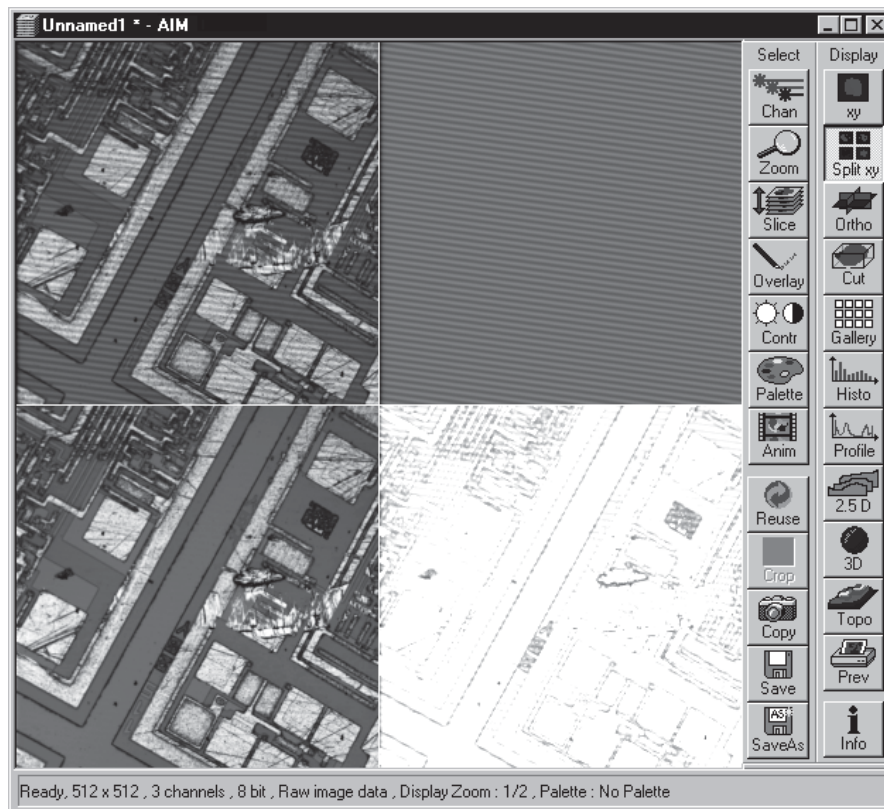 Unnamed1 * - AIM
Select
Display
Chan
xy
Zoom
Split xy
Slice
Ortho
Overlay
Cut
Contr
Gallery
Palette
Histo
Anim
Profile
Reuse
2.5 D
Crop
3D
Copy
Topo
Save
Prev
AS
SaveAs
Info
Ready, 512 x 512 , 3 channels , 8 bit , Raw image data , Display Zoom : 1/2 , Palette : No Palette